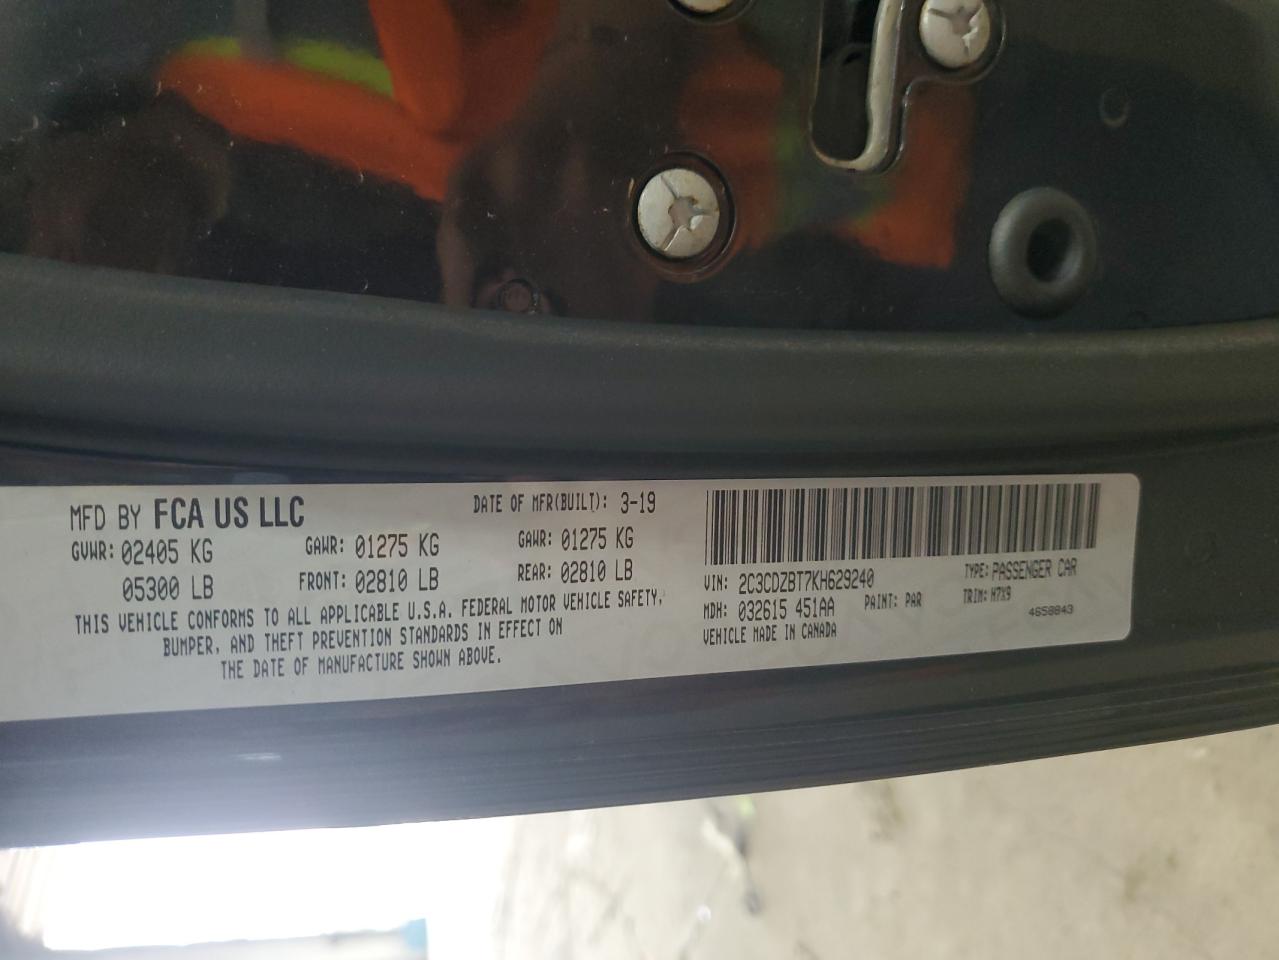 MFD BY FCA US LLC DATE OF MFR(BUILT): 3-19
GVWR: 02405 KG GAWR: 01275 KG GAWR: 01275 KG
05300 LB FRONT: 02810 LB REAR: 02810 LB
THIS VEHICLE CONFORMS TO ALL APPLICABLE U.S.A. FEDERAL MOTOR VEHICLE SAFETY,
BUMPER, AND THEFT PREVENTION STANDARDS IN EFFECT ON
THE DATE OF MANUFACTURE SHOWN ABOVE.
VIN: 2C3CDZBT7KH629240 TYPE: PASSENGER CAR
MDH: 032615 451AA PAINT: PAR TRIM: H7X9
VEHICLE MADE IN CANADA 4658843